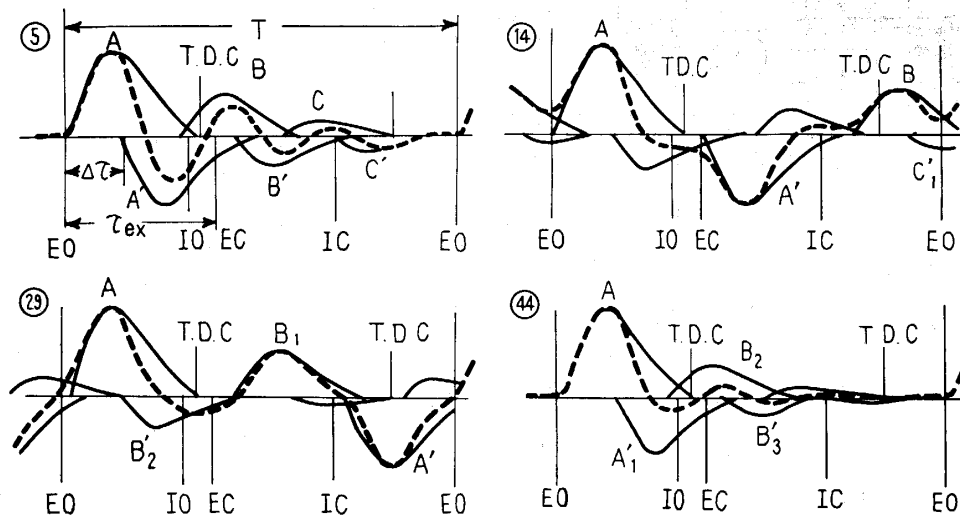 5 T
A T.D.C B C
Δτ A' B' C'
τex
EO IO EC IC EO
14 A T.D.C T.D.C B
A' C'1
EO IO EC IC EO
29 A T.D.C B1 T.D.C
B'2 A'
EO IO EC IC EO
44 A T.D.C B2 T.D.C
A'1 B'3
EO IO EC IC EO